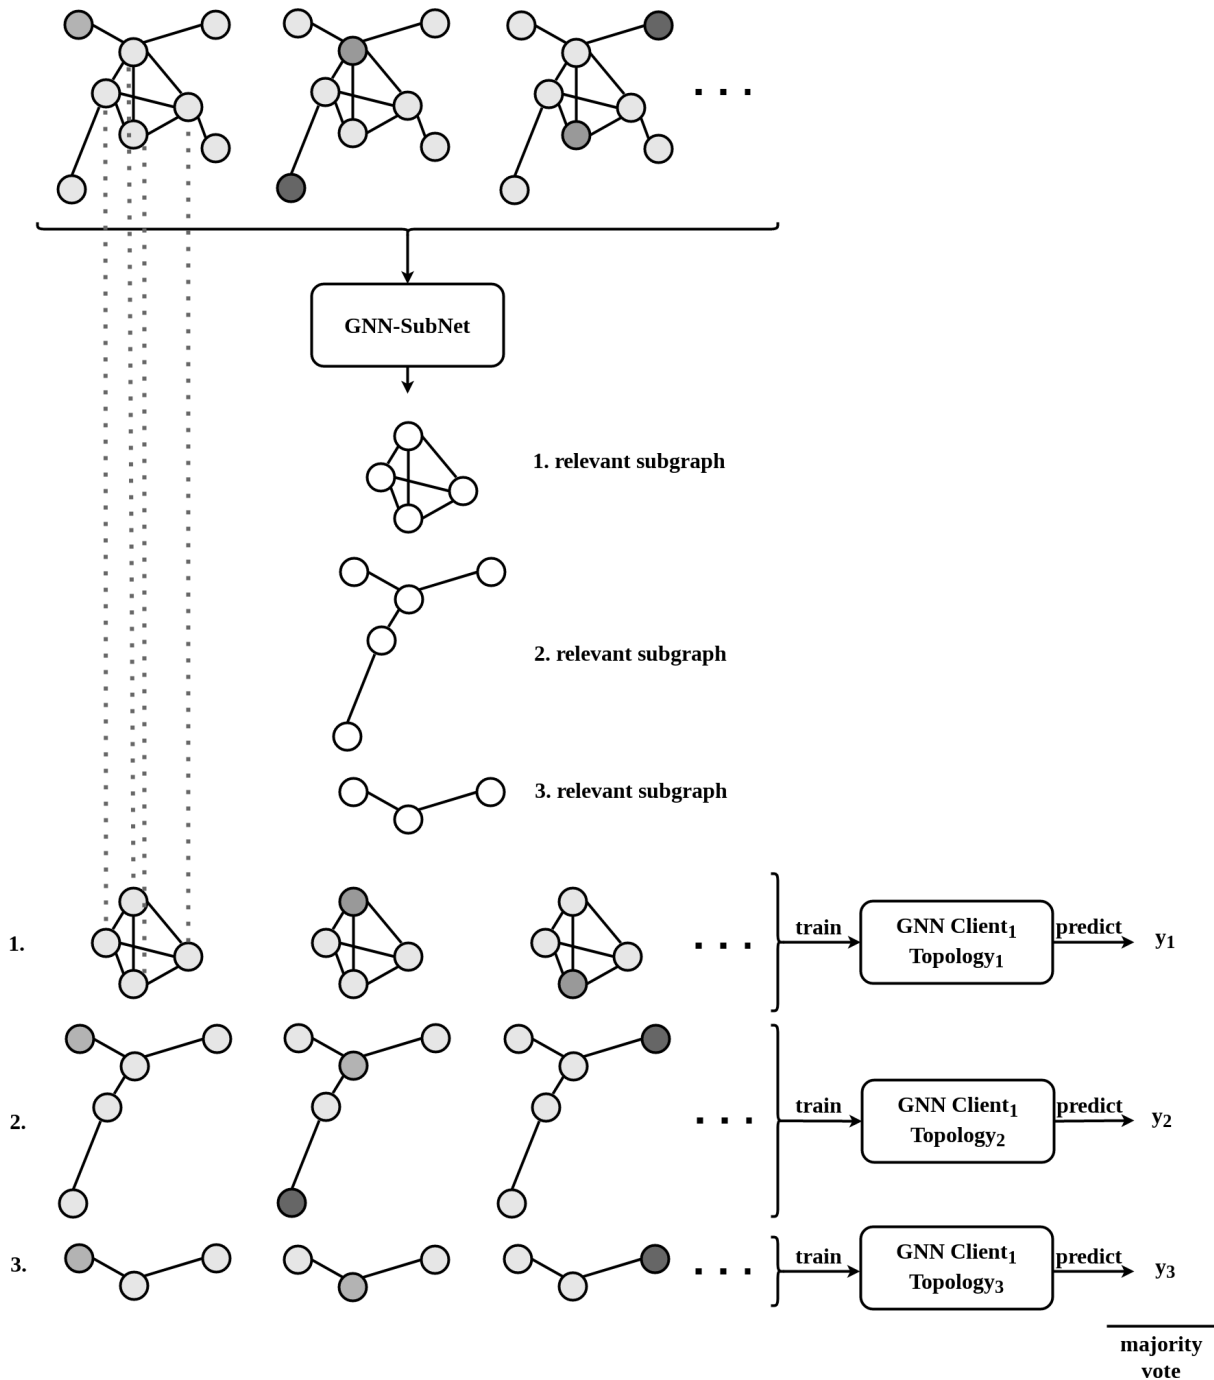 . . .
GNN-SubNet
1. relevant subgraph
2. relevant subgraph
3. relevant subgraph
1.
. . .
train
GNN Client₁
Topology₁
predict
y₁
2.
. . .
train
GNN Client₁
Topology₂
predict
y₂
3.
. . .
train
GNN Client₁
Topology₃
predict
y₃
majority
vote